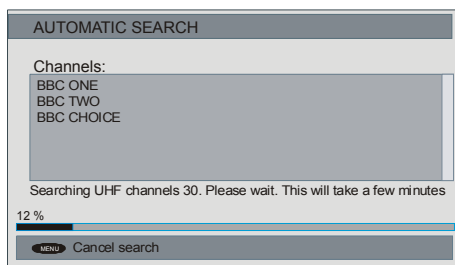 AUTOMATIC SEARCH
Channels:
BBC ONE
BBC TWO
BBC CHOICE
Searching UHF channels 30. Please wait. This will take a few minutes
12 %
MENU Cancel search